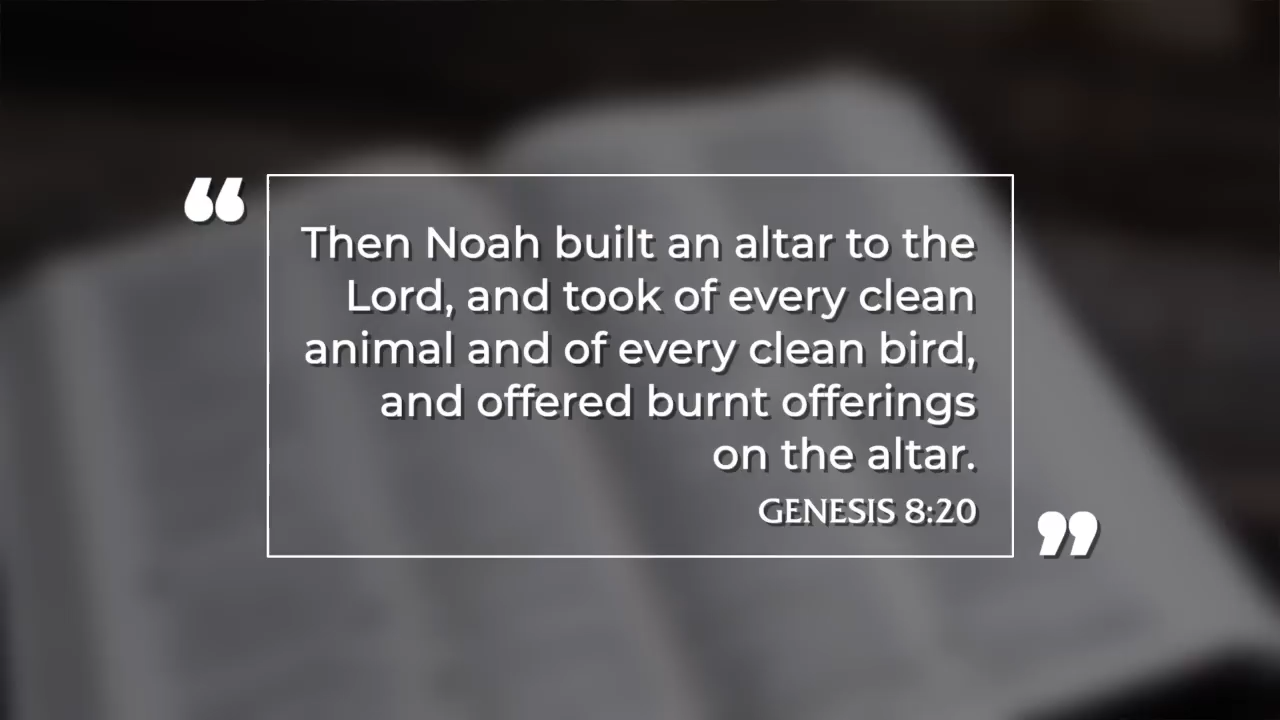 “
Then Noah built an altar to the
Lord, and took of every clean
animal and of every clean bird,
and offered burnt offerings
on the altar.
GENESIS 8:20
”